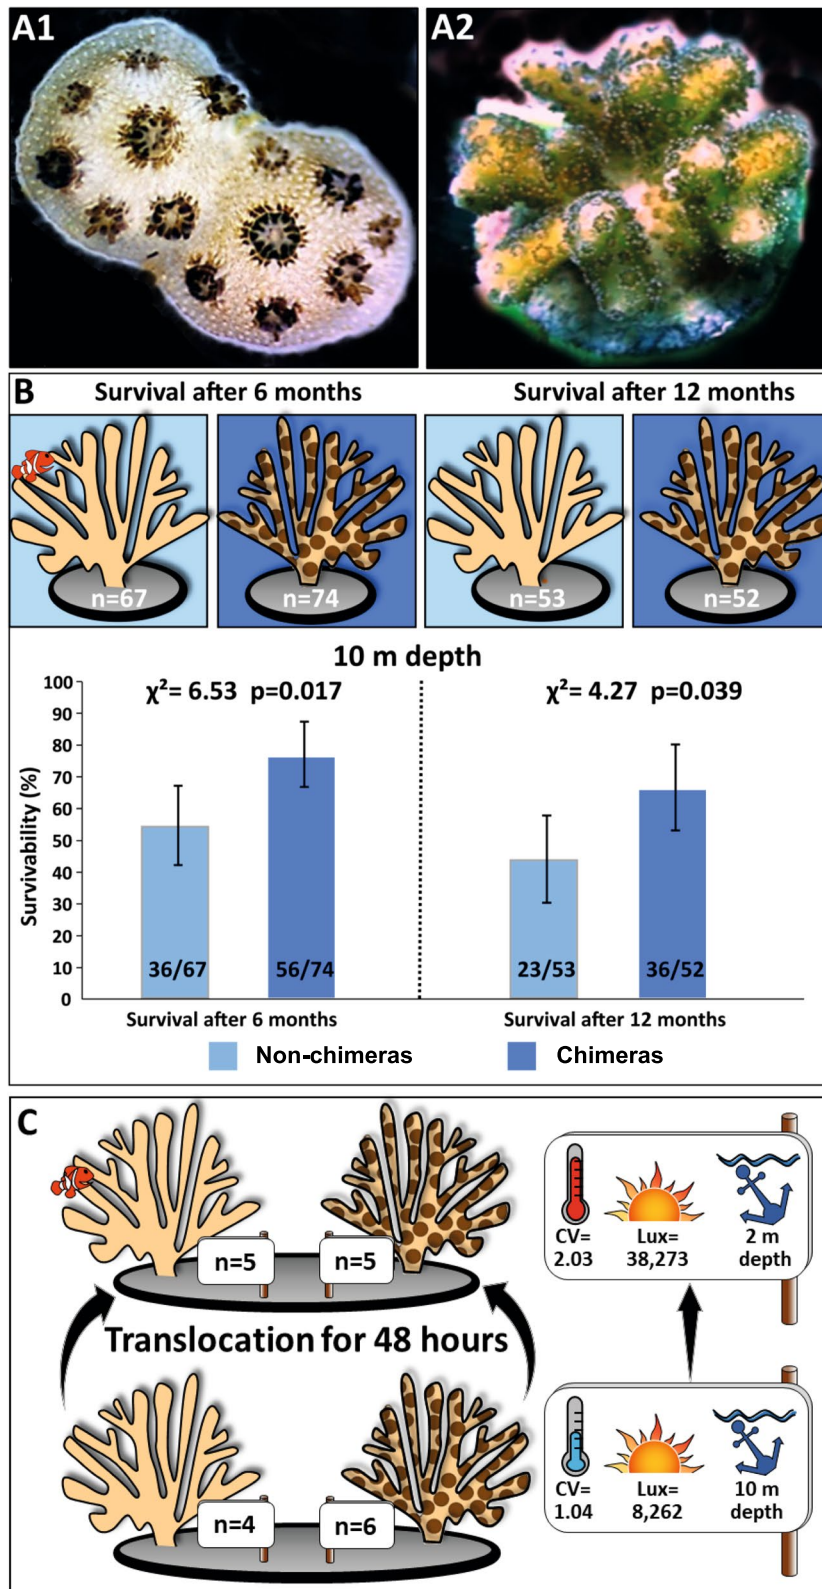 A1
A2
B
Survival after 6 months
Survival after 12 months
n=67
n=74
n=53
n=52
10 m depth
χ²= 6.53 p=0.017
χ²= 4.27 p=0.039
Survivability (%)
100
90
80
70
60
50
40
30
20
10
0
36/67
56/74
23/53
36/52
Survival after 6 months
Survival after 12 months
Non-chimeras
Chimeras
C
n=5
n=5
CV=
2.03
Lux=
38,273
2 m
depth
Translocation for 48 hours
n=4
n=6
CV=
1.04
Lux=
8,262
10 m
depth